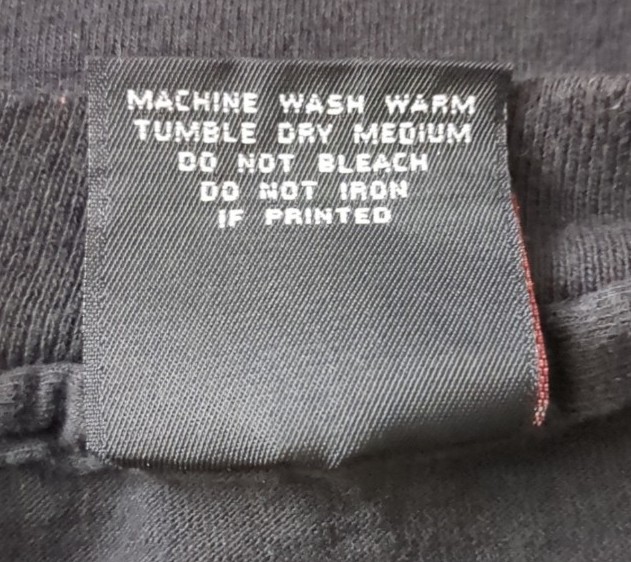 MACHINE WASH WARM
TUMBLE DRY MEDIUM
DO NOT BLEACH
DO NOT IRON
IF PRINTED